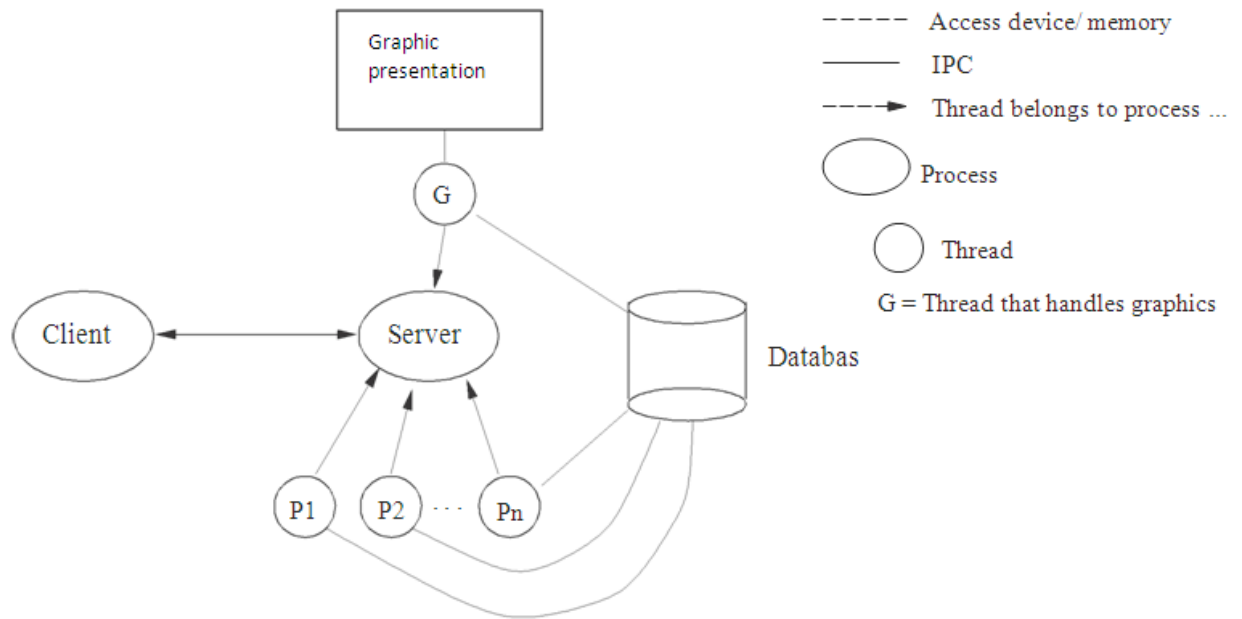 Graphic
presentation
G
Client
Server
Databas
P1
P2
. . .
Pn
Access device/ memory
IPC
Thread belongs to process ...
Process
Thread
G = Thread that handles graphics